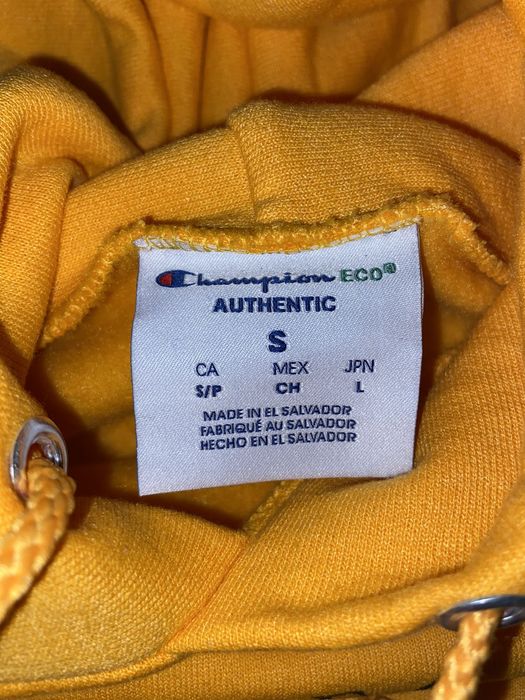 Champion ECO®
AUTHENTIC
S
CA MEX JPN
S/P CH L
MADE IN EL SALVADOR
FABRIQUÉ AU SALVADOR
HECHO EN EL SALVADOR